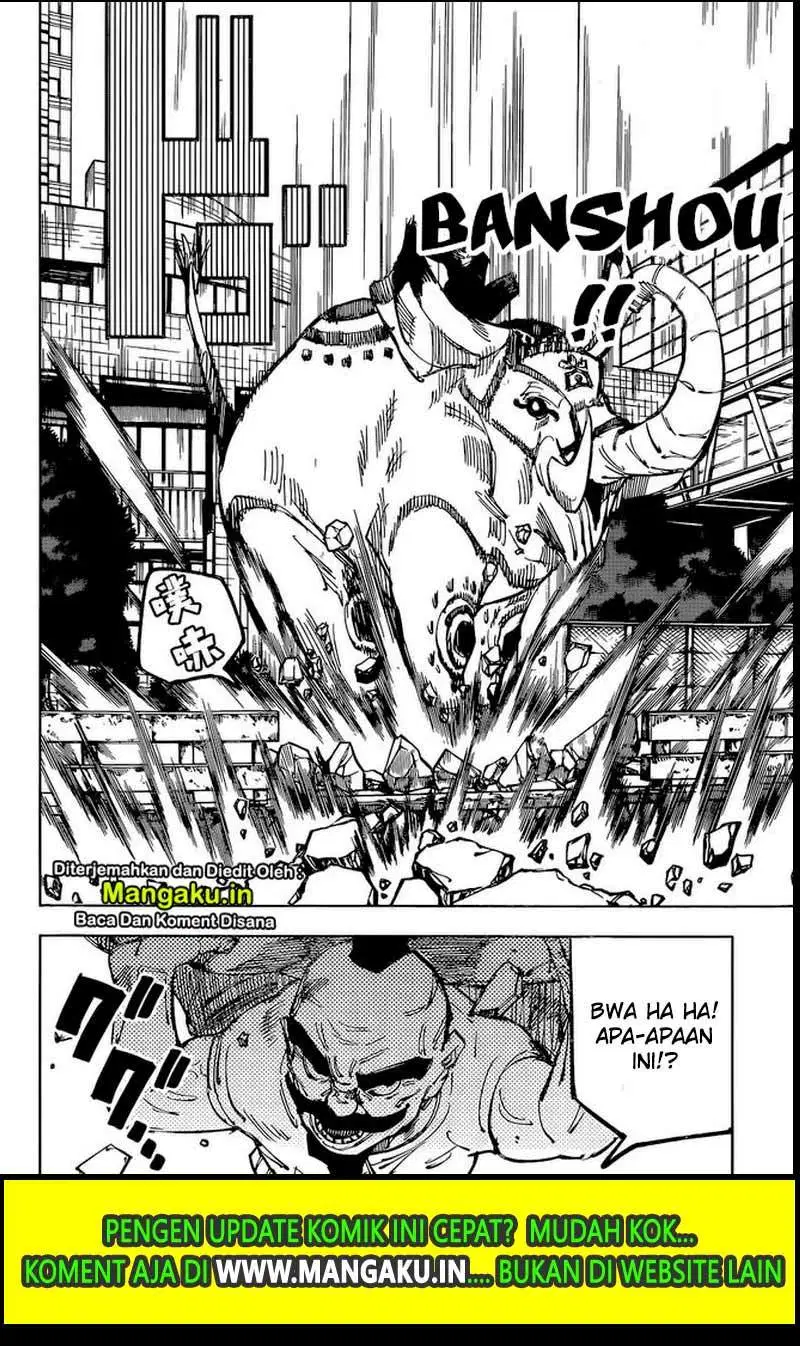 ドゴ"
BANSHOU
!!
噗
哧
Diterjemahkan dan Diedit Oleh :
Mangaku.in
Baca Dan Koment Disana
グググ...
BWA HA HA!
APA-APAAN
INI!?
PENGEN UPDATE KOMIK INI CEPAT? MUDAH KOK...
KOMENT AJA DI WWW.MANGAKU.IN.... BUKAN DI WEBSITE LAIN